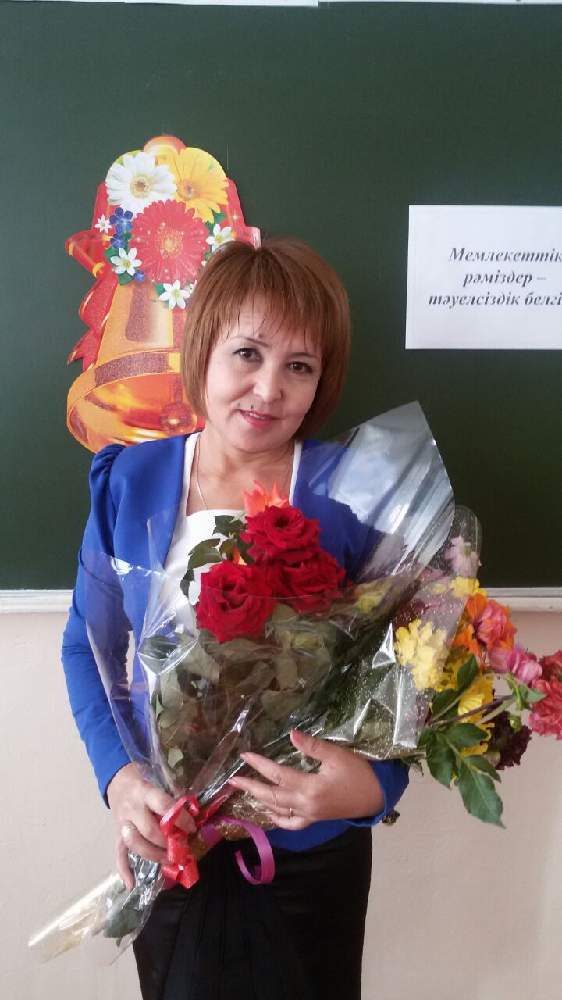 Мемлекеттік
рәміздер –
тәуелсіздік белгі